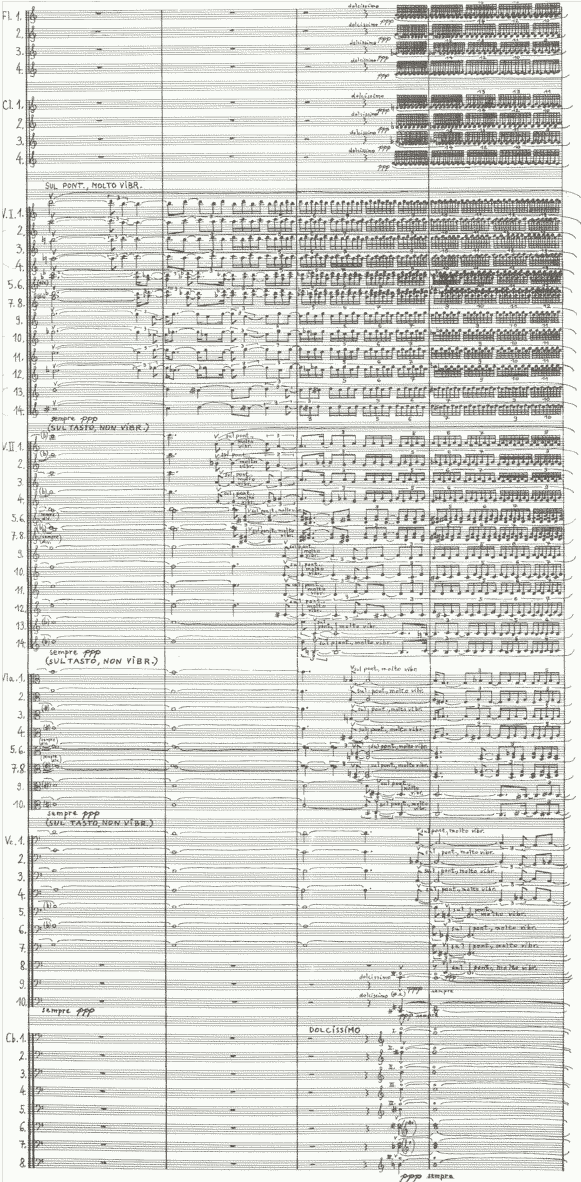 dolcissimo
Fl. 1.
dolcissimo
ppp
2.
dolcissimo
ppp
3.
dolcissimo
ppp
4.
ppp
dolcissimo
Cl. 1.
dolcissimo
ppp
2.
dolcissimo
ppp
3.
dolcissimo
ppp
4.
ppp
SUL PONT., MOLTO VIBR.
V. I. 1.
2.
3.
4.
5.6.
7.8.
9.
10.
11.
12.
13.
14.
sempre ppp
(SUL TASTO, NON VIBR.)
V. II 1.
sul pont.
molto
vibr.
2.
sul pont.
molto
vibr.
3.
sul pont.
molto
vibr.
4.
sul pont.
molto
vibr.
5.6.
sul pont., molto vibr.
7.8.
sul pont., molto vibr.
9.
sul pont.
molto
vibr.
10.
sul pont.
molto
vibr.
11.
sul pont.
molto
vibr.
12.
sul pont.
molto
vibr.
13.
sul
pont., molto vibr.
14.
sul pont., molto vibr.
sempre ppp
(SUL TASTO, NON VIBR.)
Vla. 1.
sul pont., molto vibr.
2.
sul pont., molto vibr.
3.
sul pont., molto vibr.
4.
sul pont., molto vibr.
5.6.
sul pont., molto vibr.
7.8.
sul pont., molto vibr.
9.
sul pont.,
molto
vibr.
10.
sul pont.,
molto
vibr.
sempre ppp
(SUL TASTO, NON VIBR.)
Vc. 1.
sul pont., molto vibr.
2.
sul pont., molto vibr.
3.
sul pont., molto vibr.
4.
sul pont., molto vibr.
5.
sul pont.,
molto vibr.
6.
sul pont., molto vibr.
7.
sul pont., molto vibr.
8.
sul pont., molto vibr.
9.
dolcissimo
ppp sempre
10.
dolcissimo
sempre ppp
ppp sempre
DOLCISSIMO
Cb. 1.
2.
3.
4.
5.
6.
7.
8.
ppp sempre